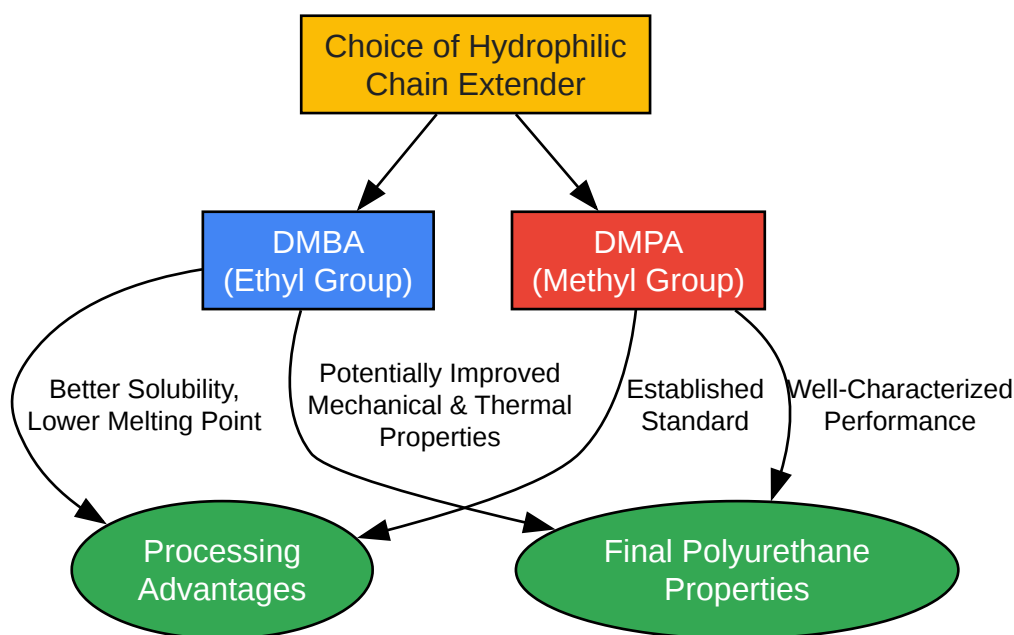 Choice of Hydrophilic
Chain Extender
DMBA
(Ethyl Group)
DMPA
(Methyl Group)
Better Solubility,
Lower Melting Point
Potentially Improved
Mechanical & Thermal
Properties
Established
Standard
Well-Characterized
Performance
Processing
Advantages
Final Polyurethane
Properties